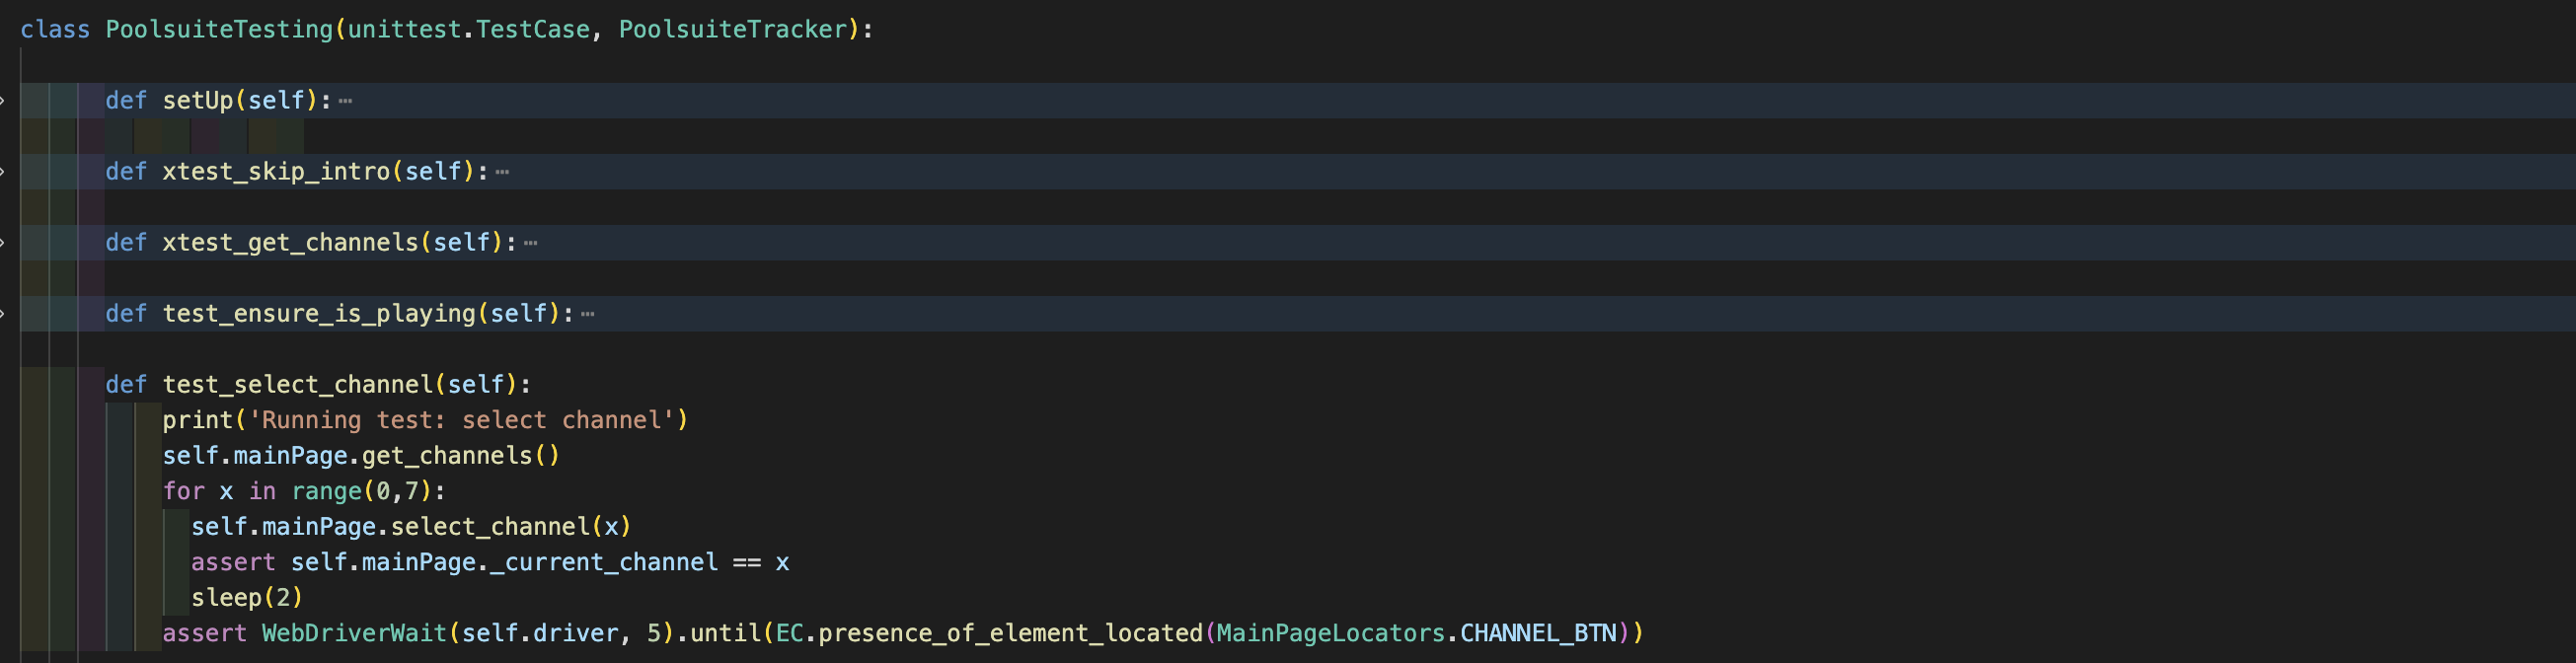 class PoolsuiteTesting(unittest.TestCase, PoolsuiteTracker):
def setUp(self):⋯
def xtest_skip_intro(self):⋯
def xtest_get_channels(self):⋯
def test_ensure_is_playing(self):⋯
def test_select_channel(self):
print('Running test: select channel')
self.mainPage.get_channels()
for x in range(0,7):
self.mainPage.select_channel(x)
assert self.mainPage._current_channel == x
sleep(2)
assert WebDriverWait(self.driver, 5).until(EC.presence_of_element_located(MainPageLocators.CHANNEL_BTN))